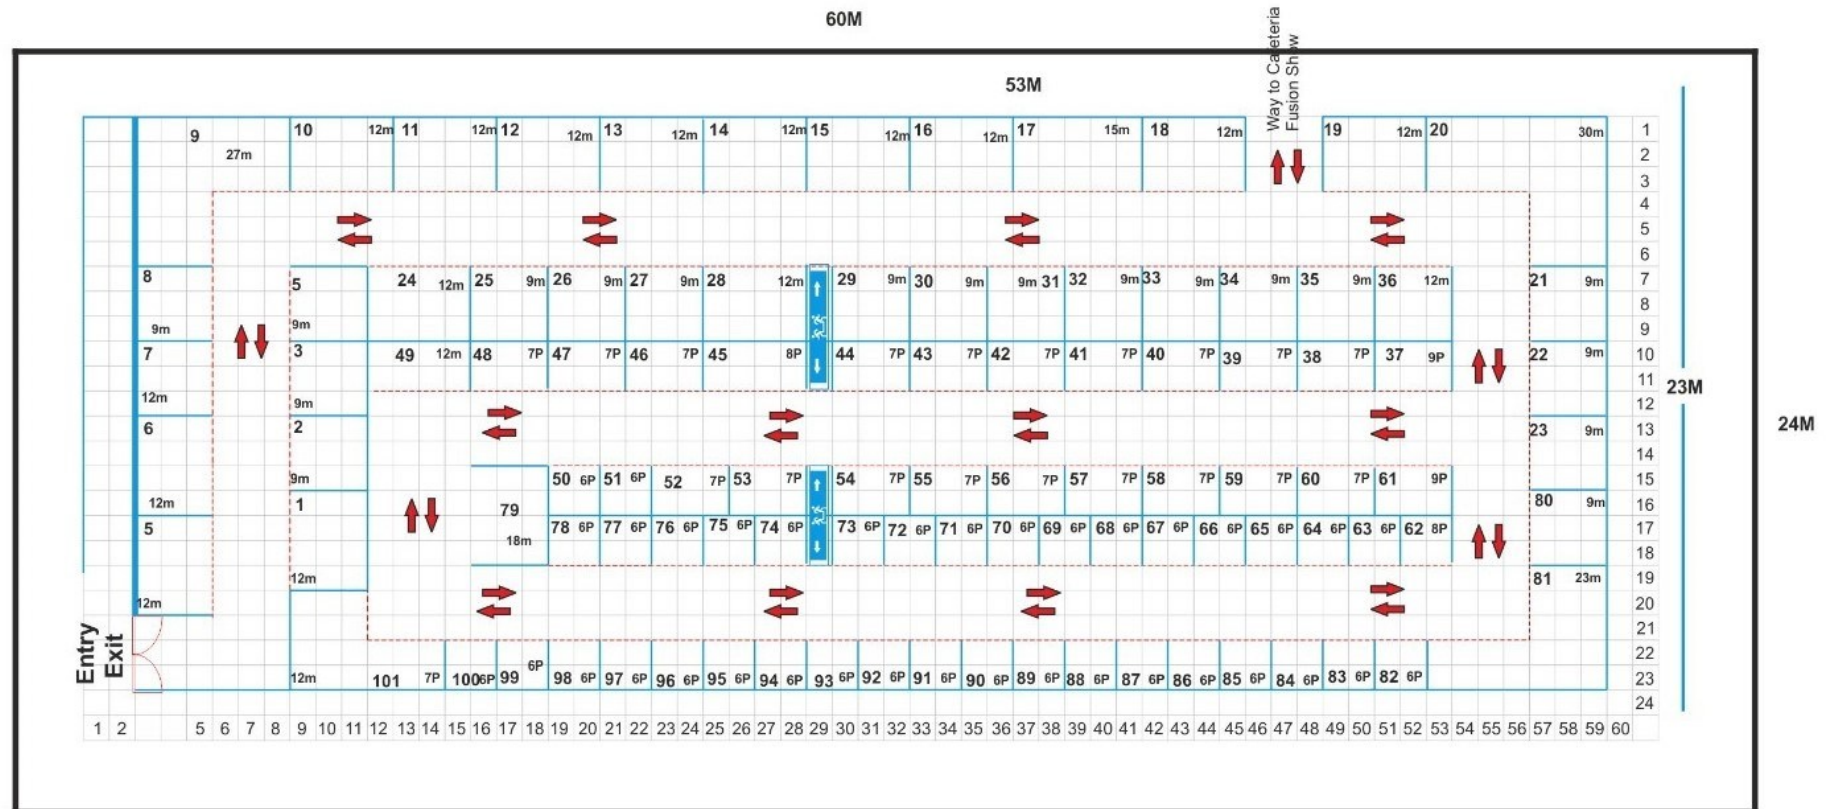 60M
Way to Cafeteria
Fusion Show
53M
9 27m
10 12m 11 12m 12 12m 13 12m 14 12m 15 12m 16 12m 17 15m 18 12m 19 12m 20 30m
1
2
3
4
5
6
8 9m
5 9m
24 12m 25 9m 26 9m 27 9m 28 12m 29 9m 30 9m 9m 31 32 9m 33 9m 34 9m 35 9m 36 12m
21 9m
7
8
9
7 12m
3 9m
49 12m 48 7P 47 7P 46 7P 45 8P 44 7P 43 7P 42 7P 41 7P 40 7P 39 7P 38 7P 37 9P
22 9m
10
11
12
23M
24M
6 12m
2 9m
23 9m
13
14
50 6P 51 6P 52 7P 53 7P 54 7P 55 7P 56 7P 57 7P 58 7P 59 7P 60 7P 61 9P
15
1 12m
79 18m
80 9m
16
5 12m
78 6P 77 6P 76 6P 75 6P 74 6P 73 6P 72 6P 71 6P 70 6P 69 6P 68 6P 67 6P 66 6P 65 6P 64 6P 63 6P 62 8P
17
18
81 23m
19
20
21
22
Entry
Exit
12m 101 7P 100 6P 99 6P 98 6P 97 6P 96 6P 95 6P 94 6P 93 6P 92 6P 91 6P 90 6P 89 6P 88 6P 87 6P 86 6P 85 6P 84 6P 83 6P 82 6P
23
24
1 2 5 6 7 8 9 10 11 12 13 14 15 16 17 18 19 20 21 22 23 24 25 26 27 28 29 30 31 32 33 34 35 36 37 38 39 40 41 42 43 44 45 46 47 48 49 50 51 52 53 54 55 56 57 58 59 60